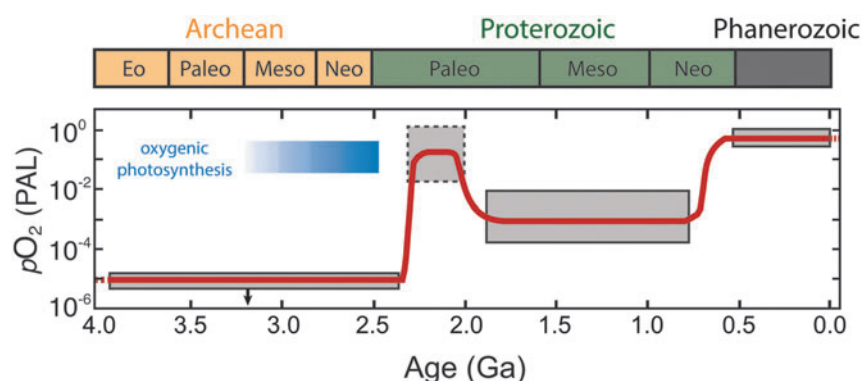 Archean Proterozoic Phanerozoic
Eo Paleo Meso Neo Paleo Meso Neo
oxygenic
photosynthesis
pO₂ (PAL)
10⁰
10⁻²
10⁻⁴
10⁻⁶
4.0 3.5 3.0 2.5 2.0 1.5 1.0 0.5 0.0
Age (Ga)